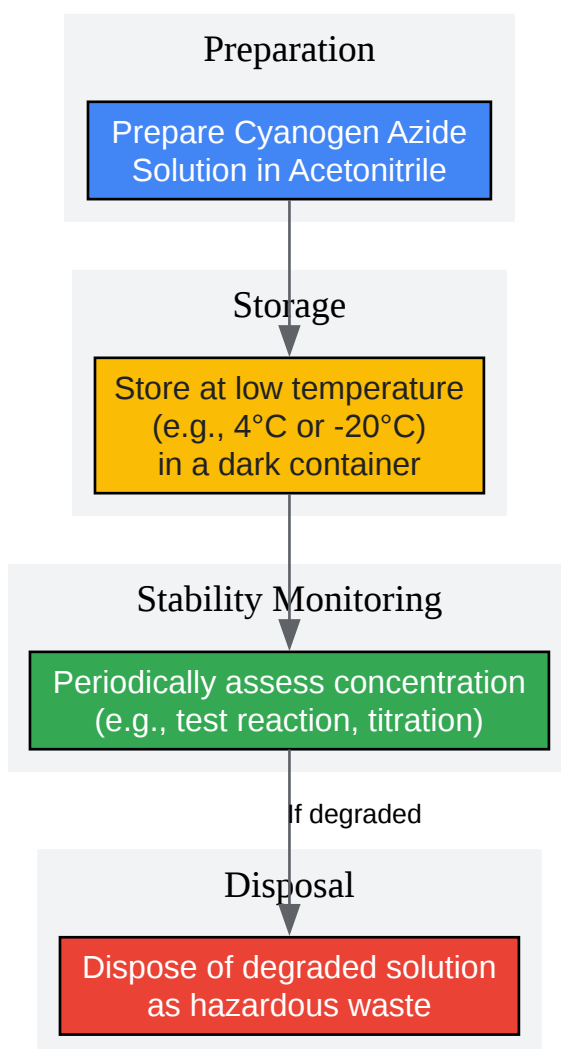 Preparation
Prepare Cyanogen Azide
Solution in Acetonitrile
Storage
Store at low temperature
(e.g., 4°C or -20°C)
in a dark container
Stability Monitoring
Periodically assess concentration
(e.g., test reaction, titration)
If degraded
Disposal
Dispose of degraded solution
as hazardous waste